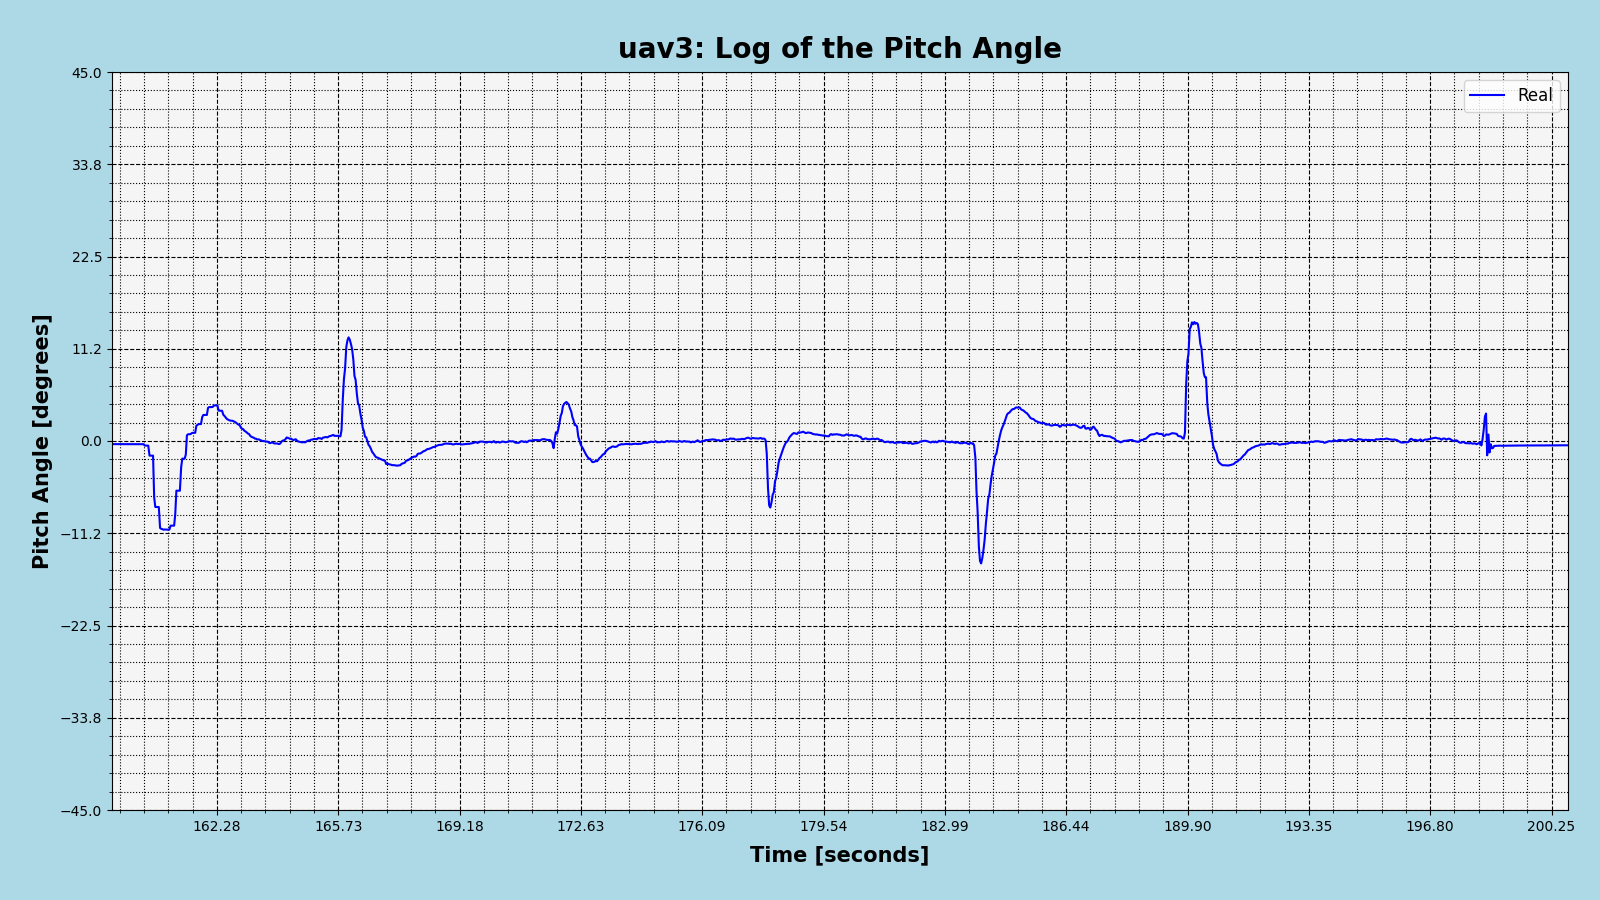 uav3: Log of the Pitch Angle
Real
Pitch Angle [degrees]
45.0
33.8
22.5
11.2
0.0
−11.2
−22.5
−33.8
−45.0
162.28 165.73 169.18 172.63 176.09 179.54 182.99 186.44 189.90 193.35 196.80 200.25
Time [seconds]